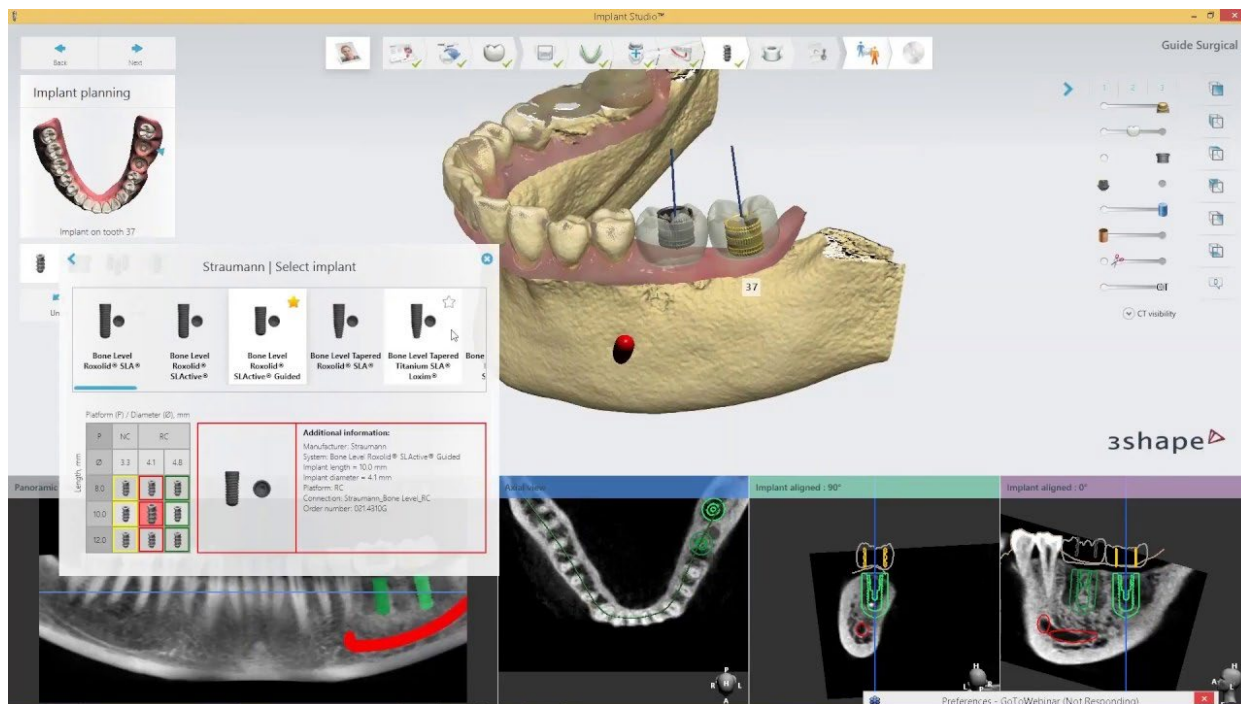 Implant Studio™
Back
Next
Guide Surgical
Implant planning
1 2 3
Implant on tooth 37
Straumann | Select implant
37
CT visibility
Bone Level Roxolid® SLA®
Bone Level Roxolid® SLActive®
Bone Level Roxolid® SLActive® Guided
Bone Level Tapered Roxolid® SLA®
Bone Level Tapered Titanium SLA® Loxim®
Platform (P) / Diameter (Ø), mm
P NC RC
Ø 3.3 4.1 4.8
Length, mm
8.0
10.0
12.0
Additional information:
Manufacturer: Straumann
System: Bone Level Roxolid® SLActive® Guided
Implant length = 10.0 mm
Implant diameter = 4.1 mm
Platform: RC
Connection: Straumann_Bone Level_RC
Order number: 021.4310G
3shape
Panoramic
Axial view
Implant aligned : 90°
Implant aligned : 0°
P
R H L
A
H
L P
H
A
Preferences - GoToWebinar (Not Responding)